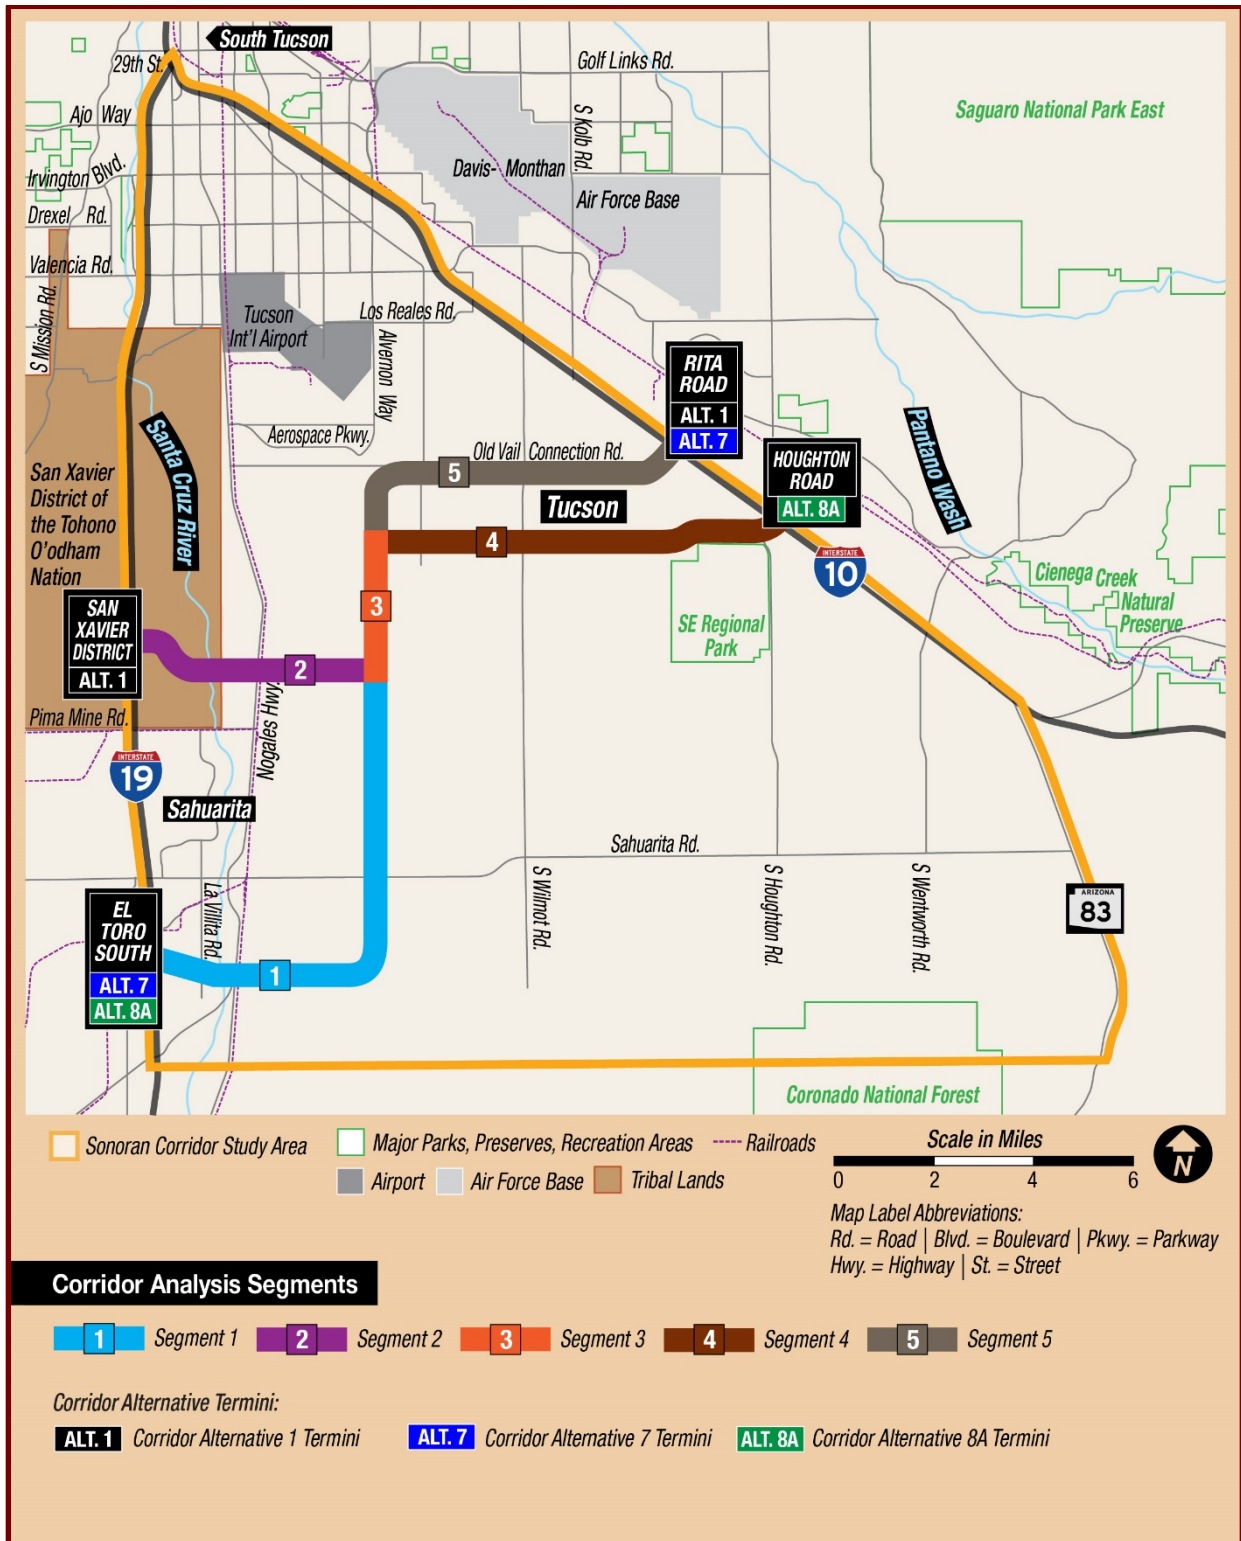 South Tucson
29th St.
Golf Links Rd.
Ajo Way
S Kolb Rd.
Saguaro National Park East
Irvington Blvd.
Davis- Monthan
Air Force Base
Drexel Rd.
Valencia Rd.
S Mission Rd.
Tucson
Int'l Airport
Los Reales Rd.
Alvernon Way
RITA
ROAD
ALT. 1
ALT. 7
Aerospace Pkwy.
Old Vail Connection Rd.
5
HOUGHTON
ROAD
ALT. 8A
Pantano Wash
Santa Cruz River
San Xavier
District of
the Tohono
O'odham
Nation
Tucson
4
INTERSTATE
10
Cienega Creek
Natural
Preserve
3
SE Regional
Park
SAN
XAVIER
DISTRICT
ALT. 1
2
Pima Mine Rd.
Nogales Hwy.
INTERSTATE
19
Sahuarita
Sahuarita Rd.
S Wilmot Rd.
S Houghton Rd.
S Wentworth Rd.
ARIZONA
83
La Villita Rd.
EL
TORO
SOUTH
ALT. 7
ALT. 8A
1
Coronado National Forest
Sonoran Corridor Study Area
Major Parks, Preserves, Recreation Areas
Railroads
Airport
Air Force Base
Tribal Lands
Scale in Miles
0 2 4 6
N
Map Label Abbreviations:
Rd. = Road | Blvd. = Boulevard | Pkwy. = Parkway
Hwy. = Highway | St. = Street
Corridor Analysis Segments
1 Segment 1
2 Segment 2
3 Segment 3
4 Segment 4
5 Segment 5
Corridor Alternative Termini:
ALT. 1 Corridor Alternative 1 Termini
ALT. 7 Corridor Alternative 7 Termini
ALT. 8A Corridor Alternative 8A Termini